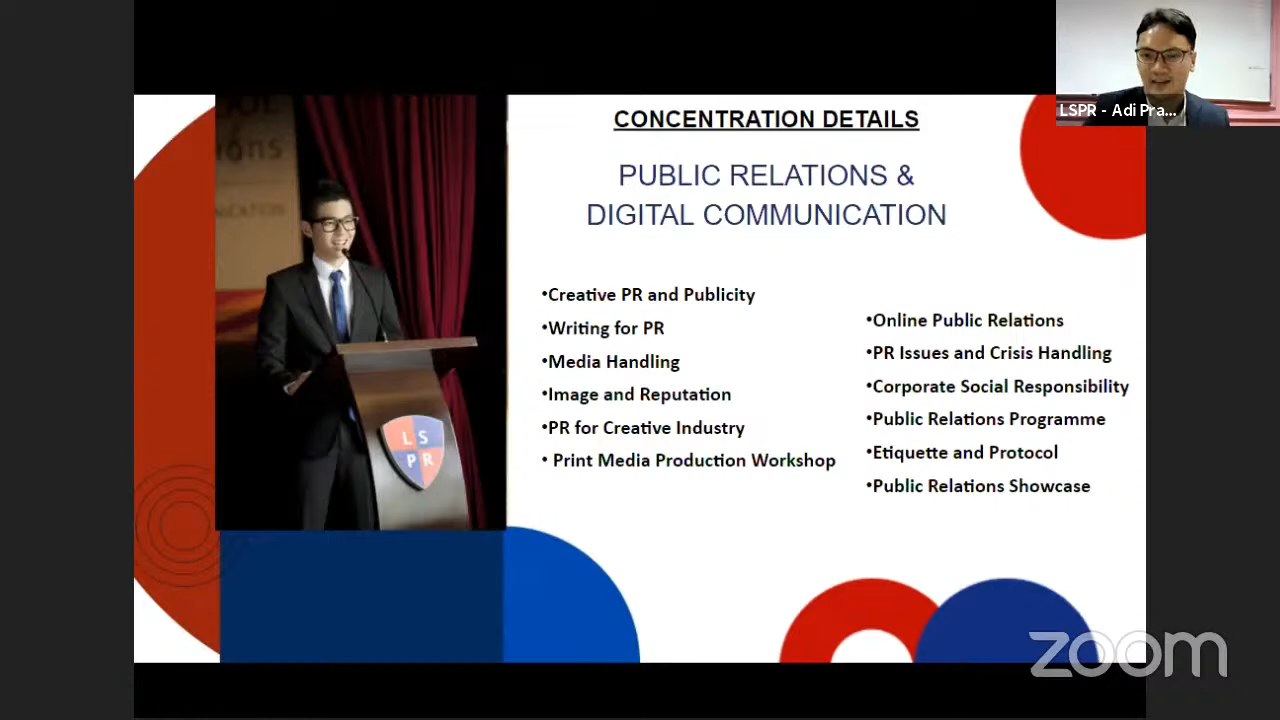 LSPR - Adi Pra...
CONCENTRATION DETAILS
PUBLIC RELATIONS &
DIGITAL COMMUNICATION
•Creative PR and Publicity
•Writing for PR
•Media Handling
•Image and Reputation
•PR for Creative Industry
• Print Media Production Workshop
•Online Public Relations
•PR Issues and Crisis Handling
•Corporate Social Responsibility
•Public Relations Programme
•Etiquette and Protocol
•Public Relations Showcase
L S
P R
zoom